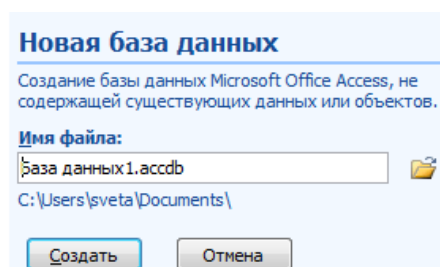 Новая база данных
Создание базы данных Microsoft Office Access, не
содержащей существующих данных или объектов.
Имя файла:
База данных1.accdb
C:\Users\sveta\Documents\
Создать Отмена